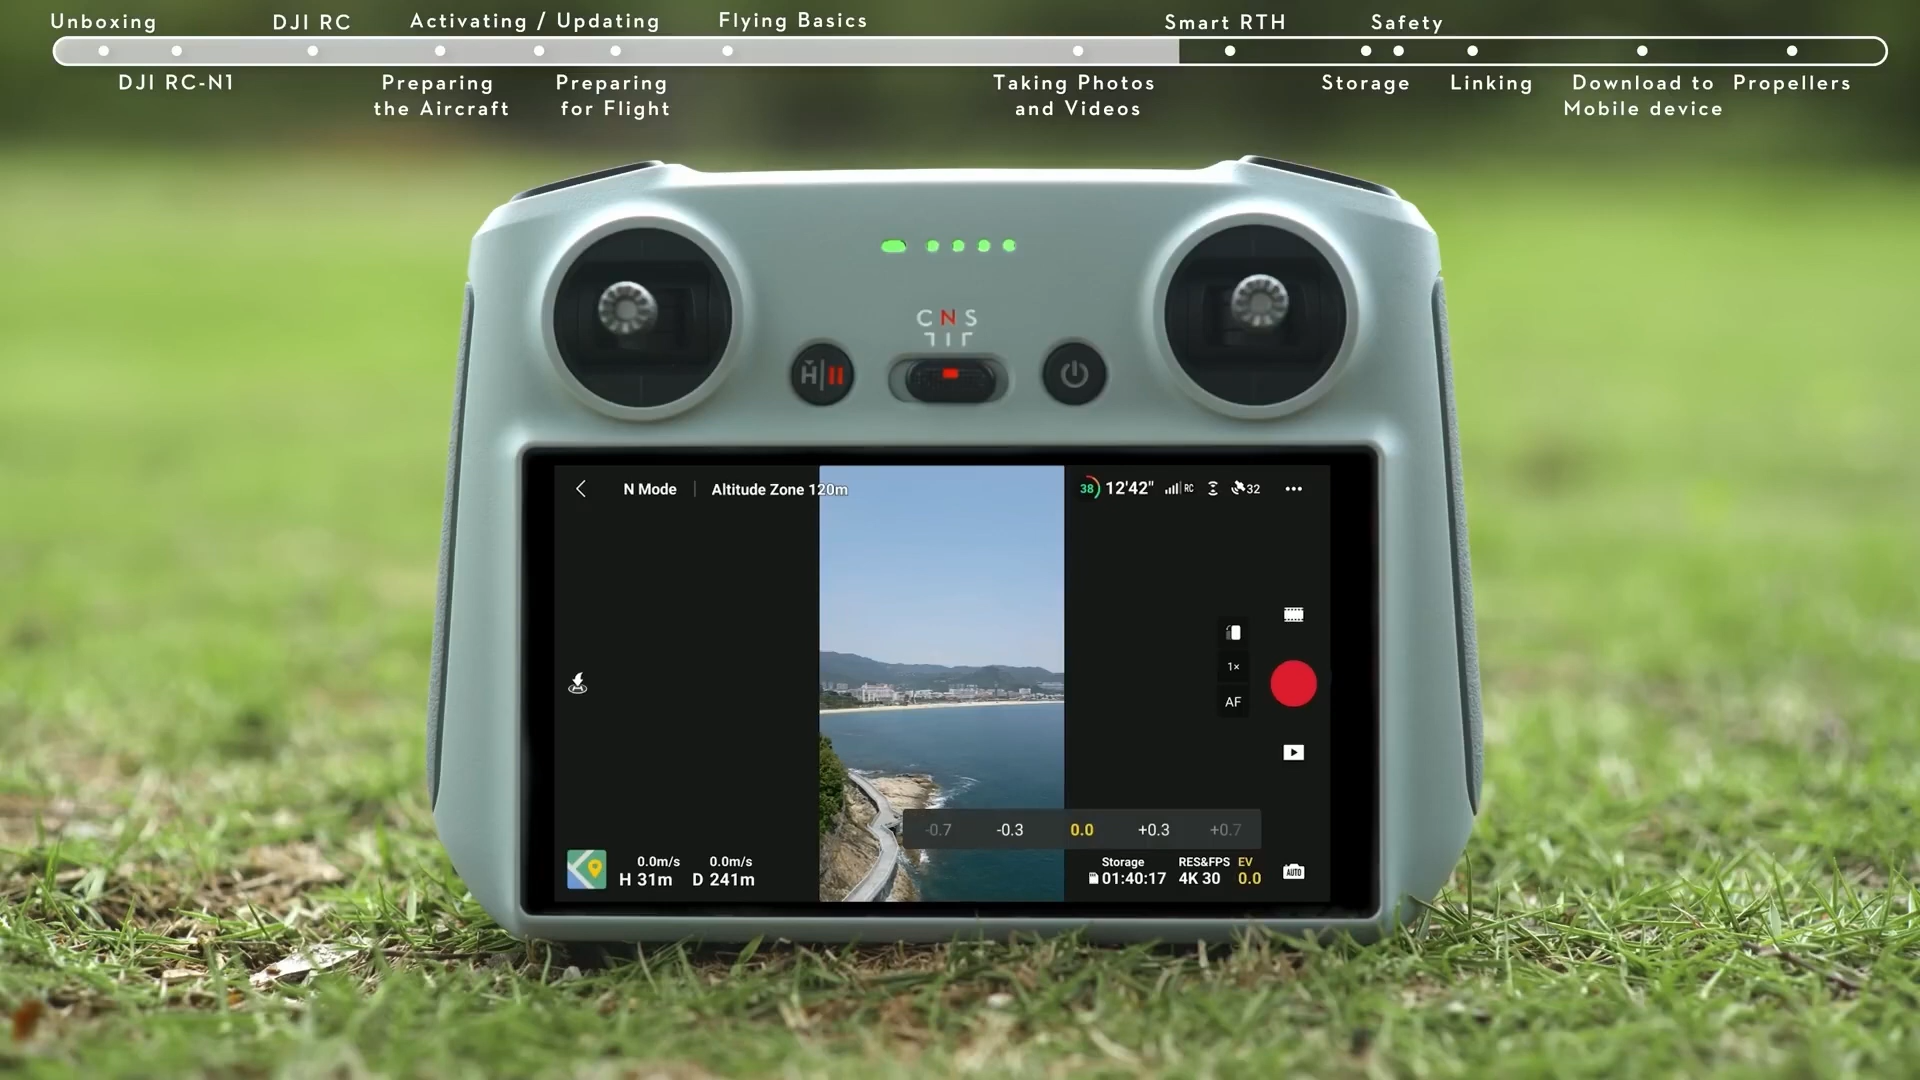 Unboxing
DJI RC
Activating / Updating
Flying Basics
Smart RTH
Safety
DJI RC-N1
Preparing
the Aircraft
Preparing
for Flight
Taking Photos
and Videos
Storage
Linking
Download to
Mobile device
Propellers
C N S
H
N Mode
Altitude Zone 120m
38 12'42" RC 32
1×
AF
-0.7 -0.3 0.0 +0.3 +0.7
0.0m/s 0.0m/s
H 31m D 241m
Storage RES&FPS EV
01:40:17 4K 30 0.0
AUTO